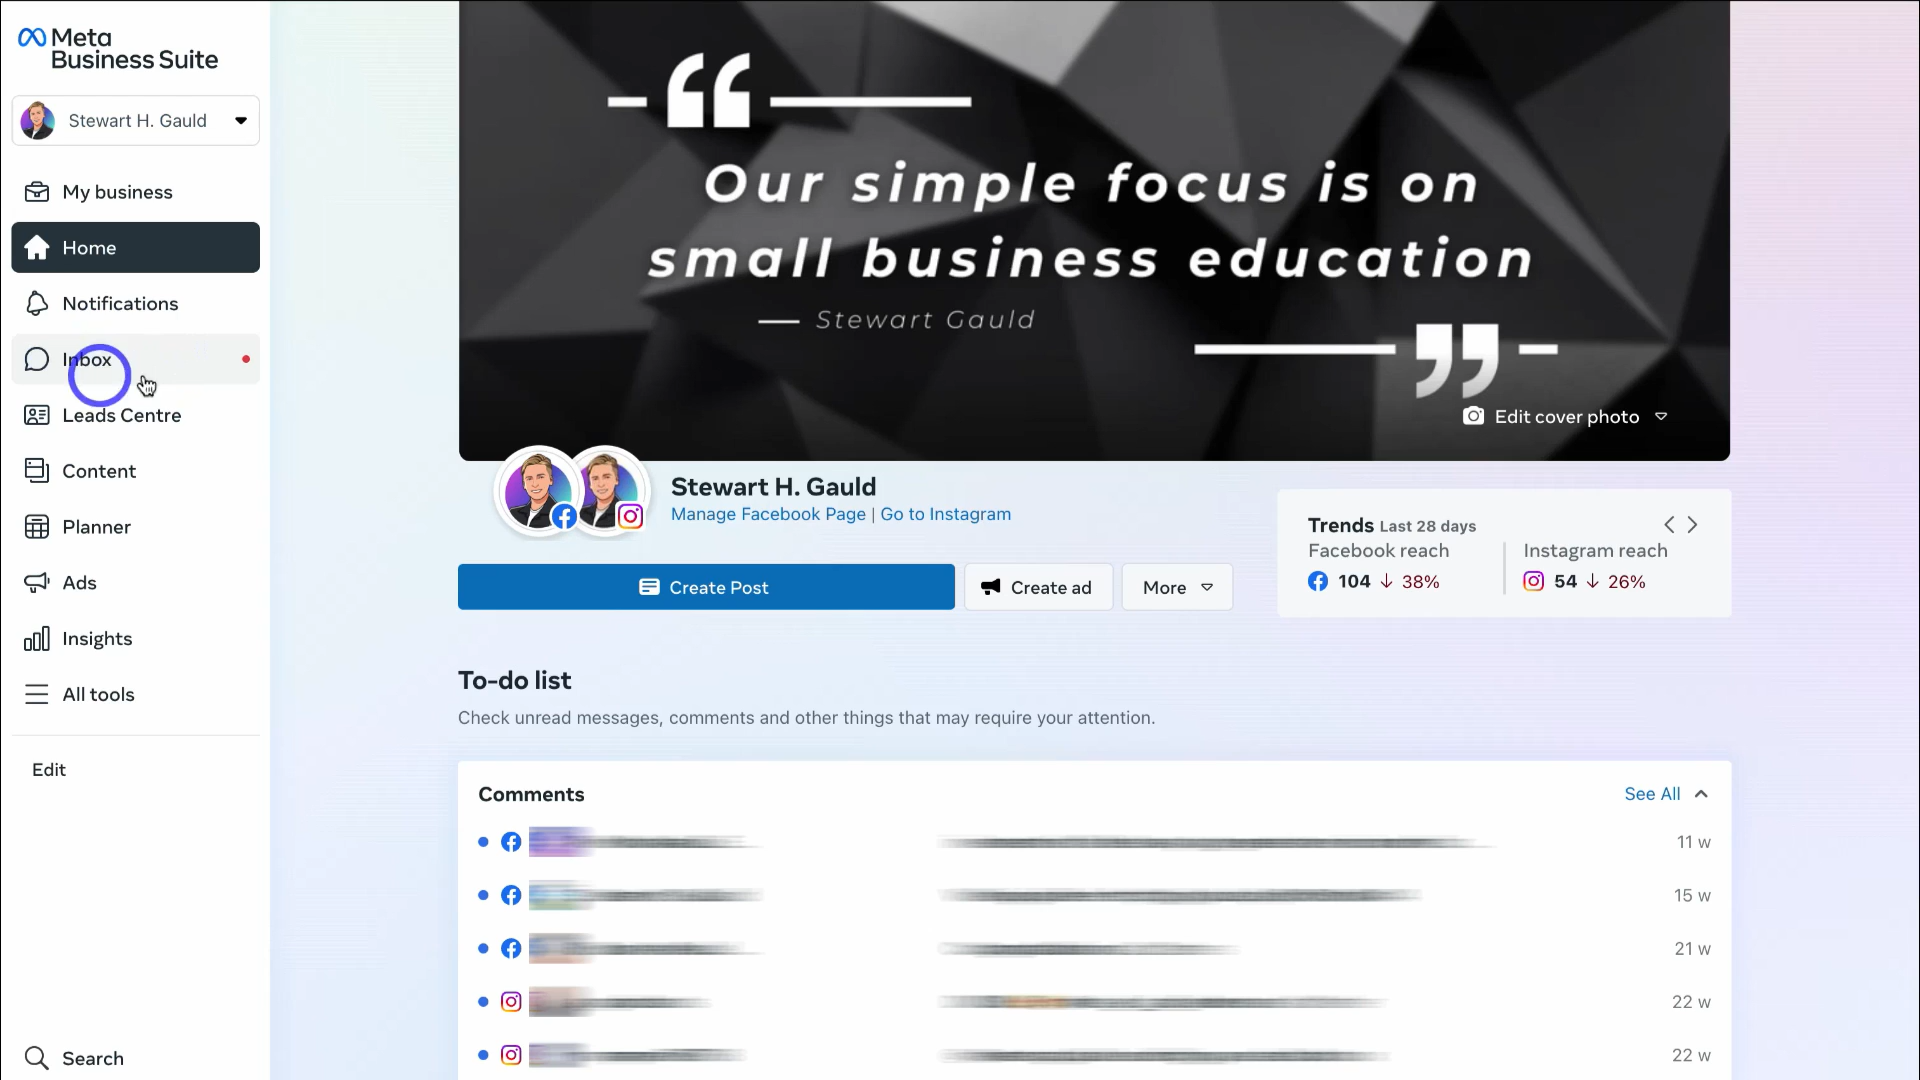 Meta
Business Suite
Stewart H. Gauld
My business
Home
Notifications
Inbox
Leads Centre
Content
Planner
Ads
Insights
All tools
Edit
Search
Our simple focus is on
small business education
— Stewart Gauld
Edit cover photo
Stewart H. Gauld
Manage Facebook Page | Go to Instagram
Create Post
Create ad
More
Trends Last 28 days
Facebook reach
104 ↓ 38%
Instagram reach
54 ↓ 26%
To-do list
Check unread messages, comments and other things that may require your attention.
Comments
See All
11 w
15 w
21 w
22 w
22 w